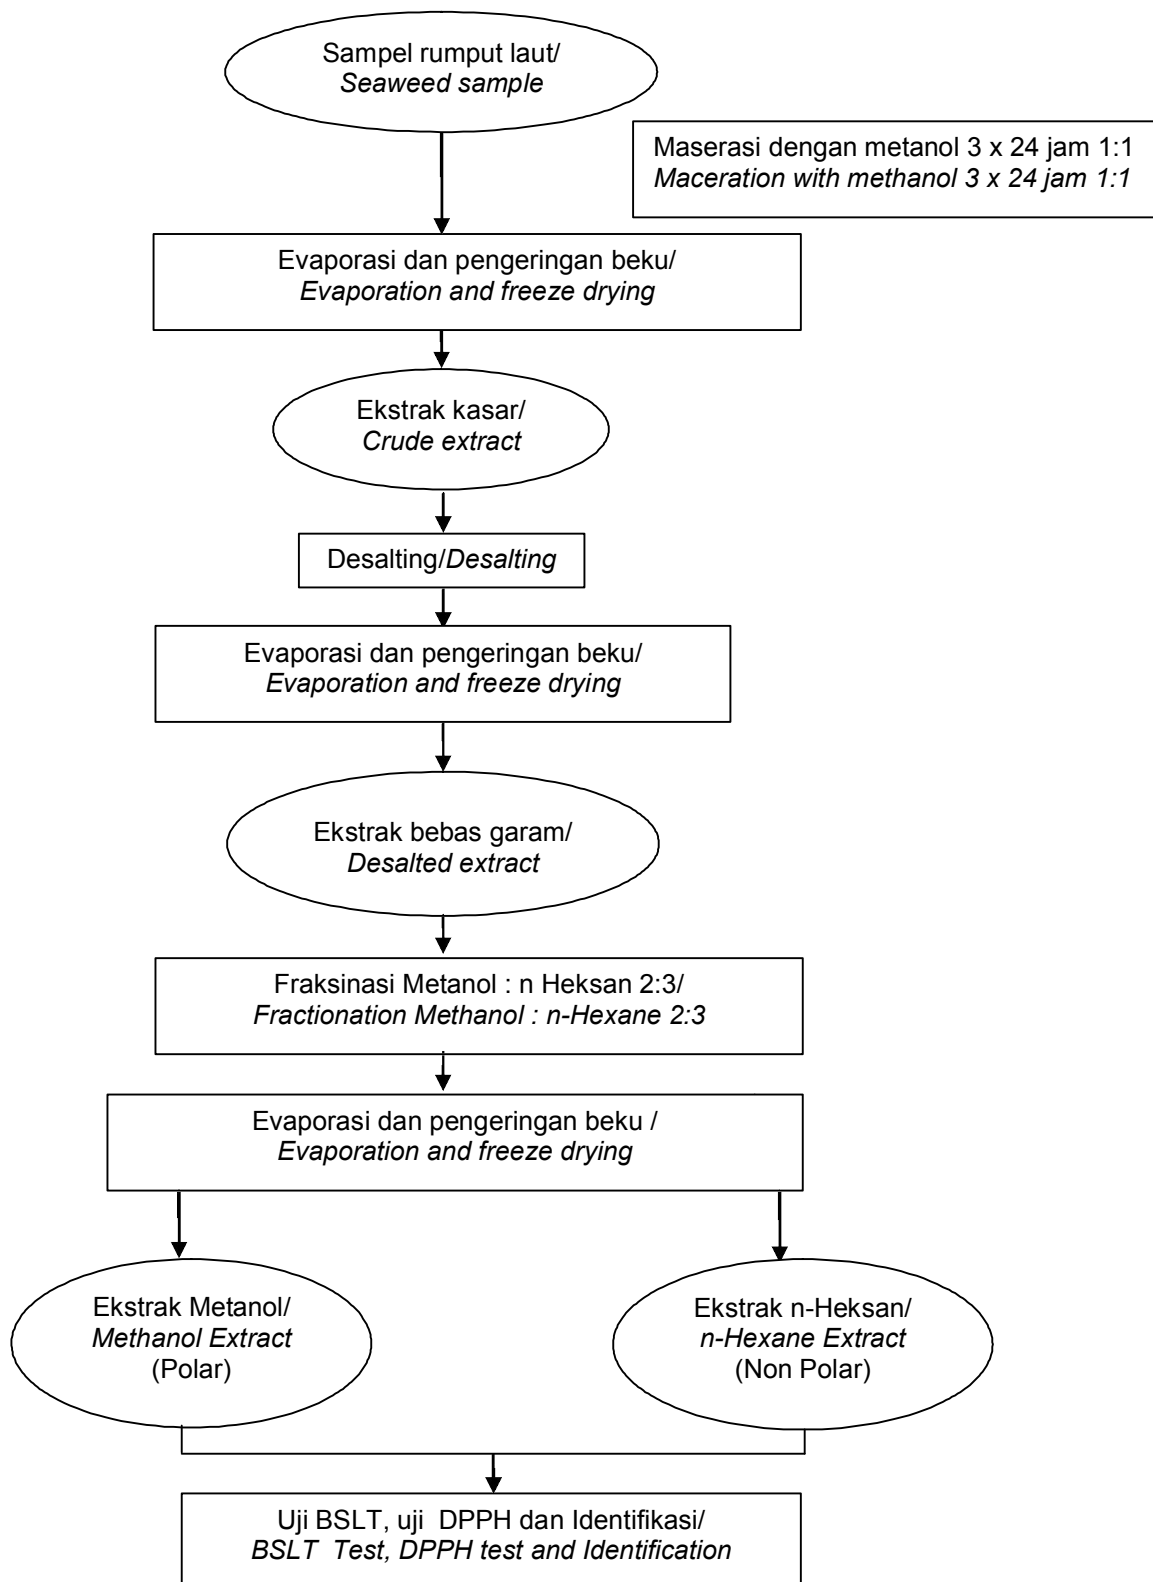 Sampel rumput laut/
Seaweed sample
Maserasi dengan metanol 3 x 24 jam 1:1
Maceration with methanol 3 x 24 jam 1:1
Evaporasi dan pengeringan beku/
Evaporation and freeze drying
Ekstrak kasar/
Crude extract
Desalting/Desalting
Evaporasi dan pengeringan beku/
Evaporation and freeze drying
Ekstrak bebas garam/
Desalted extract
Fraksinasi Metanol : n Heksan 2:3/
Fractionation Methanol : n-Hexane 2:3
Evaporasi dan pengeringan beku /
Evaporation and freeze drying
Ekstrak Metanol/
Methanol Extract
(Polar)
Ekstrak n-Heksan/
n-Hexane Extract
(Non Polar)
Uji BSLT, uji DPPH dan Identifikasi/
BSLT Test, DPPH test and Identification